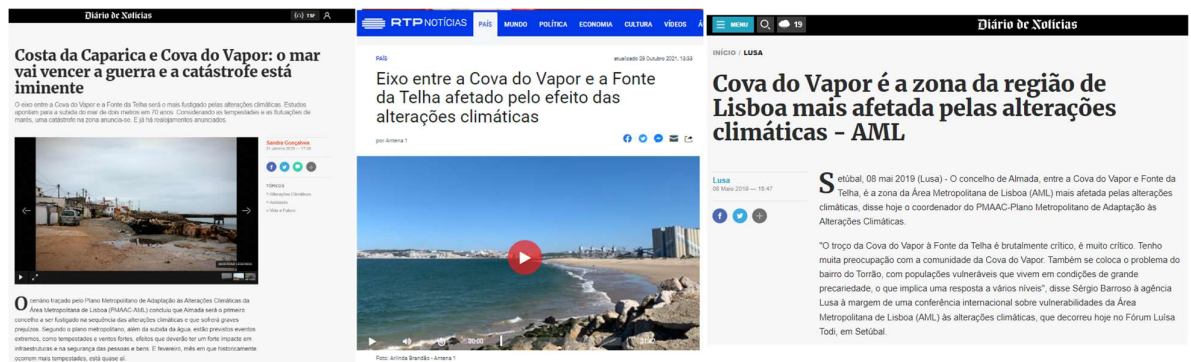 Diário de Notícias
TSF
Costa da Caparica e Cova do Vapor: o mar
vai vencer a guerra e a catástrofe está
iminente
O eixo entre a Cova do Vapor e a Fonte da Telha será o mais fustigado pelas alterações climáticas. Estudos
apontam para a subida do mar de dois metros em 70 anos. Considerando as tempestades e as flutuações de
marés, uma catástrofe na zona anuncia-se. E já há realojamentos anunciados.
Sandra Gonçalves
TÓPICOS
Alterações Climáticas
Ambiente
Vida e Futuro
O cenário traçado pelo Plano Metropolitano de Adaptação às Alterações Climáticas da
Área Metropolitana de Lisboa (PMAAC-AML) concluiu que Almada será o primeiro
concelho a ser fustigado na sequência das alterações climáticas e que sofrerá graves
prejuízos. Segundo o plano metropolitano, além da subida da água, estão previstos eventos
extremos, como tempestades e ventos fortes, efeitos que deverão ter um forte impacto em
infraestruturas e na segurança das pessoas e bens. E fevereiro, mês em que historicamente
ocorrem mais tempestades, está quase aí.
RTP NOTÍCIAS
PAÍS
MUNDO
POLÍTICA
ECONOMIA
CULTURA
VÍDEOS
PAÍS
atualizado 29 Outubro 2021, 13:33
Eixo entre a Cova do Vapor e a Fonte
da Telha afetado pelo efeito das
alterações climáticas
por Antena 1
00:00
Foto: Arlinda Brandão - Antena 1
MENU
19
Diário de Notícias
INÍCIO / LUSA
Cova do Vapor é a zona da região de
Lisboa mais afetada pelas alterações
climáticas - AML
Lusa
08 Maio 2019 — 15:47
Setúbal, 08 mai 2019 (Lusa) - O concelho de Almada, entre a Cova do Vapor e Fonte da
Telha, é a zona da Área Metropolitana de Lisboa (AML) mais afetada pelas alterações
climáticas, disse hoje o coordenador do PMAAC-Plano Metropolitano de Adaptação às
Alterações Climáticas.
"O troço da Cova do Vapor à Fonte da Telha é brutalmente crítico, é muito crítico. Tenho
muita preocupação com a comunidade da Cova do Vapor. Também se coloca o problema do
bairro do Torrão, com populações vulneráveis que vivem em condições de grande
precariedade, o que implica uma resposta a vários níveis", disse Sérgio Barroso à agência
Lusa à margem de uma conferência internacional sobre vulnerabilidades da Área
Metropolitana de Lisboa (AML) às alterações climáticas, que decorreu hoje no Fórum Luísa
Todi, em Setúbal.